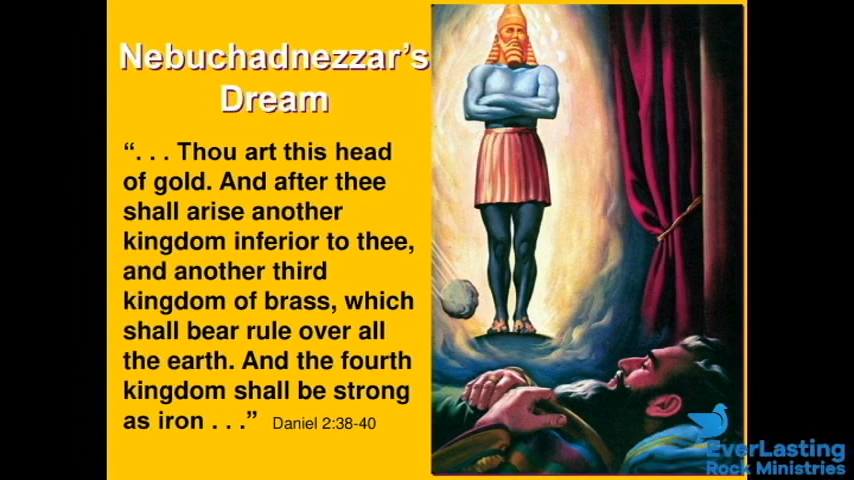 Nebuchadnezzar’s
Dream
“. . . Thou art this head
of gold. And after thee
shall arise another
kingdom inferior to thee,
and another third
kingdom of brass, which
shall bear rule over all
the earth. And the fourth
kingdom shall be strong
as iron . . .” Daniel 2:38-40
EverLasting
Rock Ministries